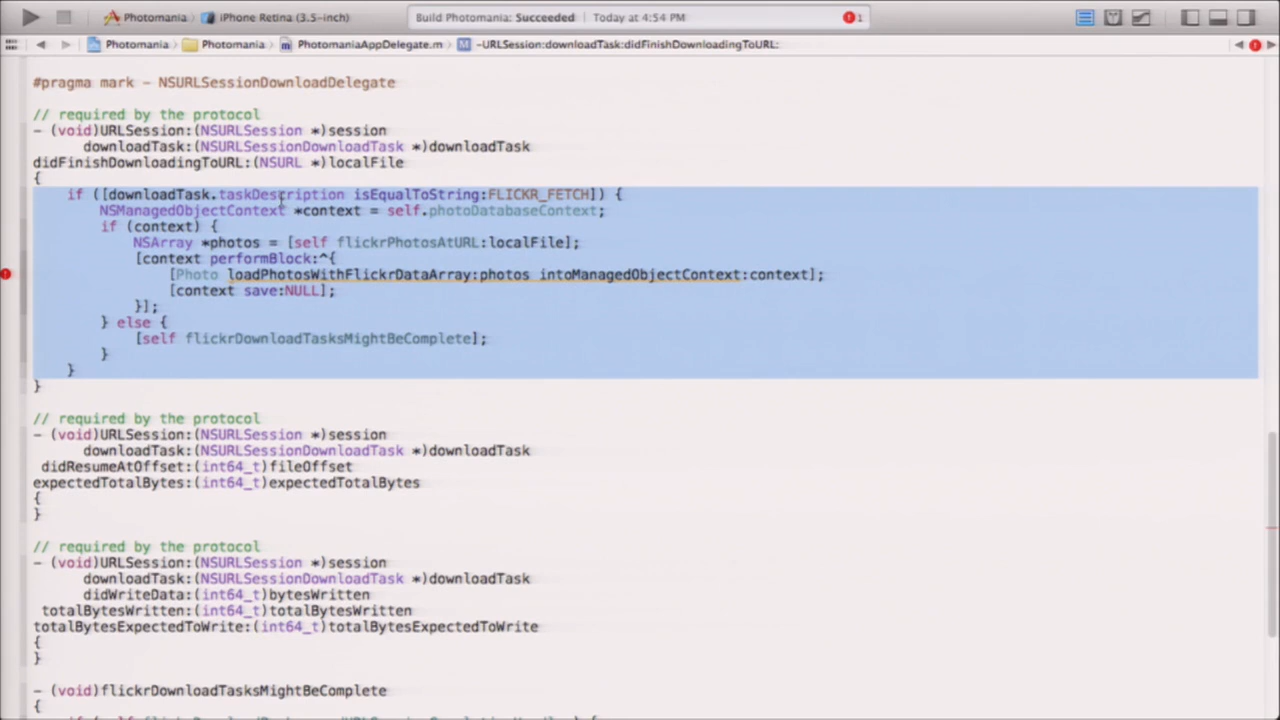 Photomania iPhone Retina (3.5-inch) Build Photomania: Succeeded Today at 4:54 PM 1
Photomania Photomania PhotomaniaAppDelegate.m M -URLSession:downloadTask:didFinishDownloadingToURL:
#pragma mark - NSURLSessionDownloadDelegate
// required by the protocol
- (void)URLSession:(NSURLSession *)session
downloadTask:(NSURLSessionDownloadTask *)downloadTask
didFinishDownloadingToURL:(NSURL *)localFile
{
if ([downloadTask.taskDescription isEqualToString:FLICKR_FETCH]) {
NSManagedObjectContext *context = self.photoDatabaseContext;
if (context) {
NSArray *photos = [self flickrPhotosAtURL:localFile];
[context performBlock:^{
[Photo loadPhotosWithFlickrDataArray:photos intoManagedObjectContext:context];
[context save:NULL];
}];
} else {
[self flickrDownloadTasksMightBeComplete];
}
}
}
// required by the protocol
- (void)URLSession:(NSURLSession *)session
downloadTask:(NSURLSessionDownloadTask *)downloadTask
didResumeAtOffset:(int64_t)fileOffset
expectedTotalBytes:(int64_t)expectedTotalBytes
{
}
// required by the protocol
- (void)URLSession:(NSURLSession *)session
downloadTask:(NSURLSessionDownloadTask *)downloadTask
didWriteData:(int64_t)bytesWritten
totalBytesWritten:(int64_t)totalBytesWritten
totalBytesExpectedToWrite:(int64_t)totalBytesExpectedToWrite
{
}
- (void)flickrDownloadTasksMightBeComplete
{